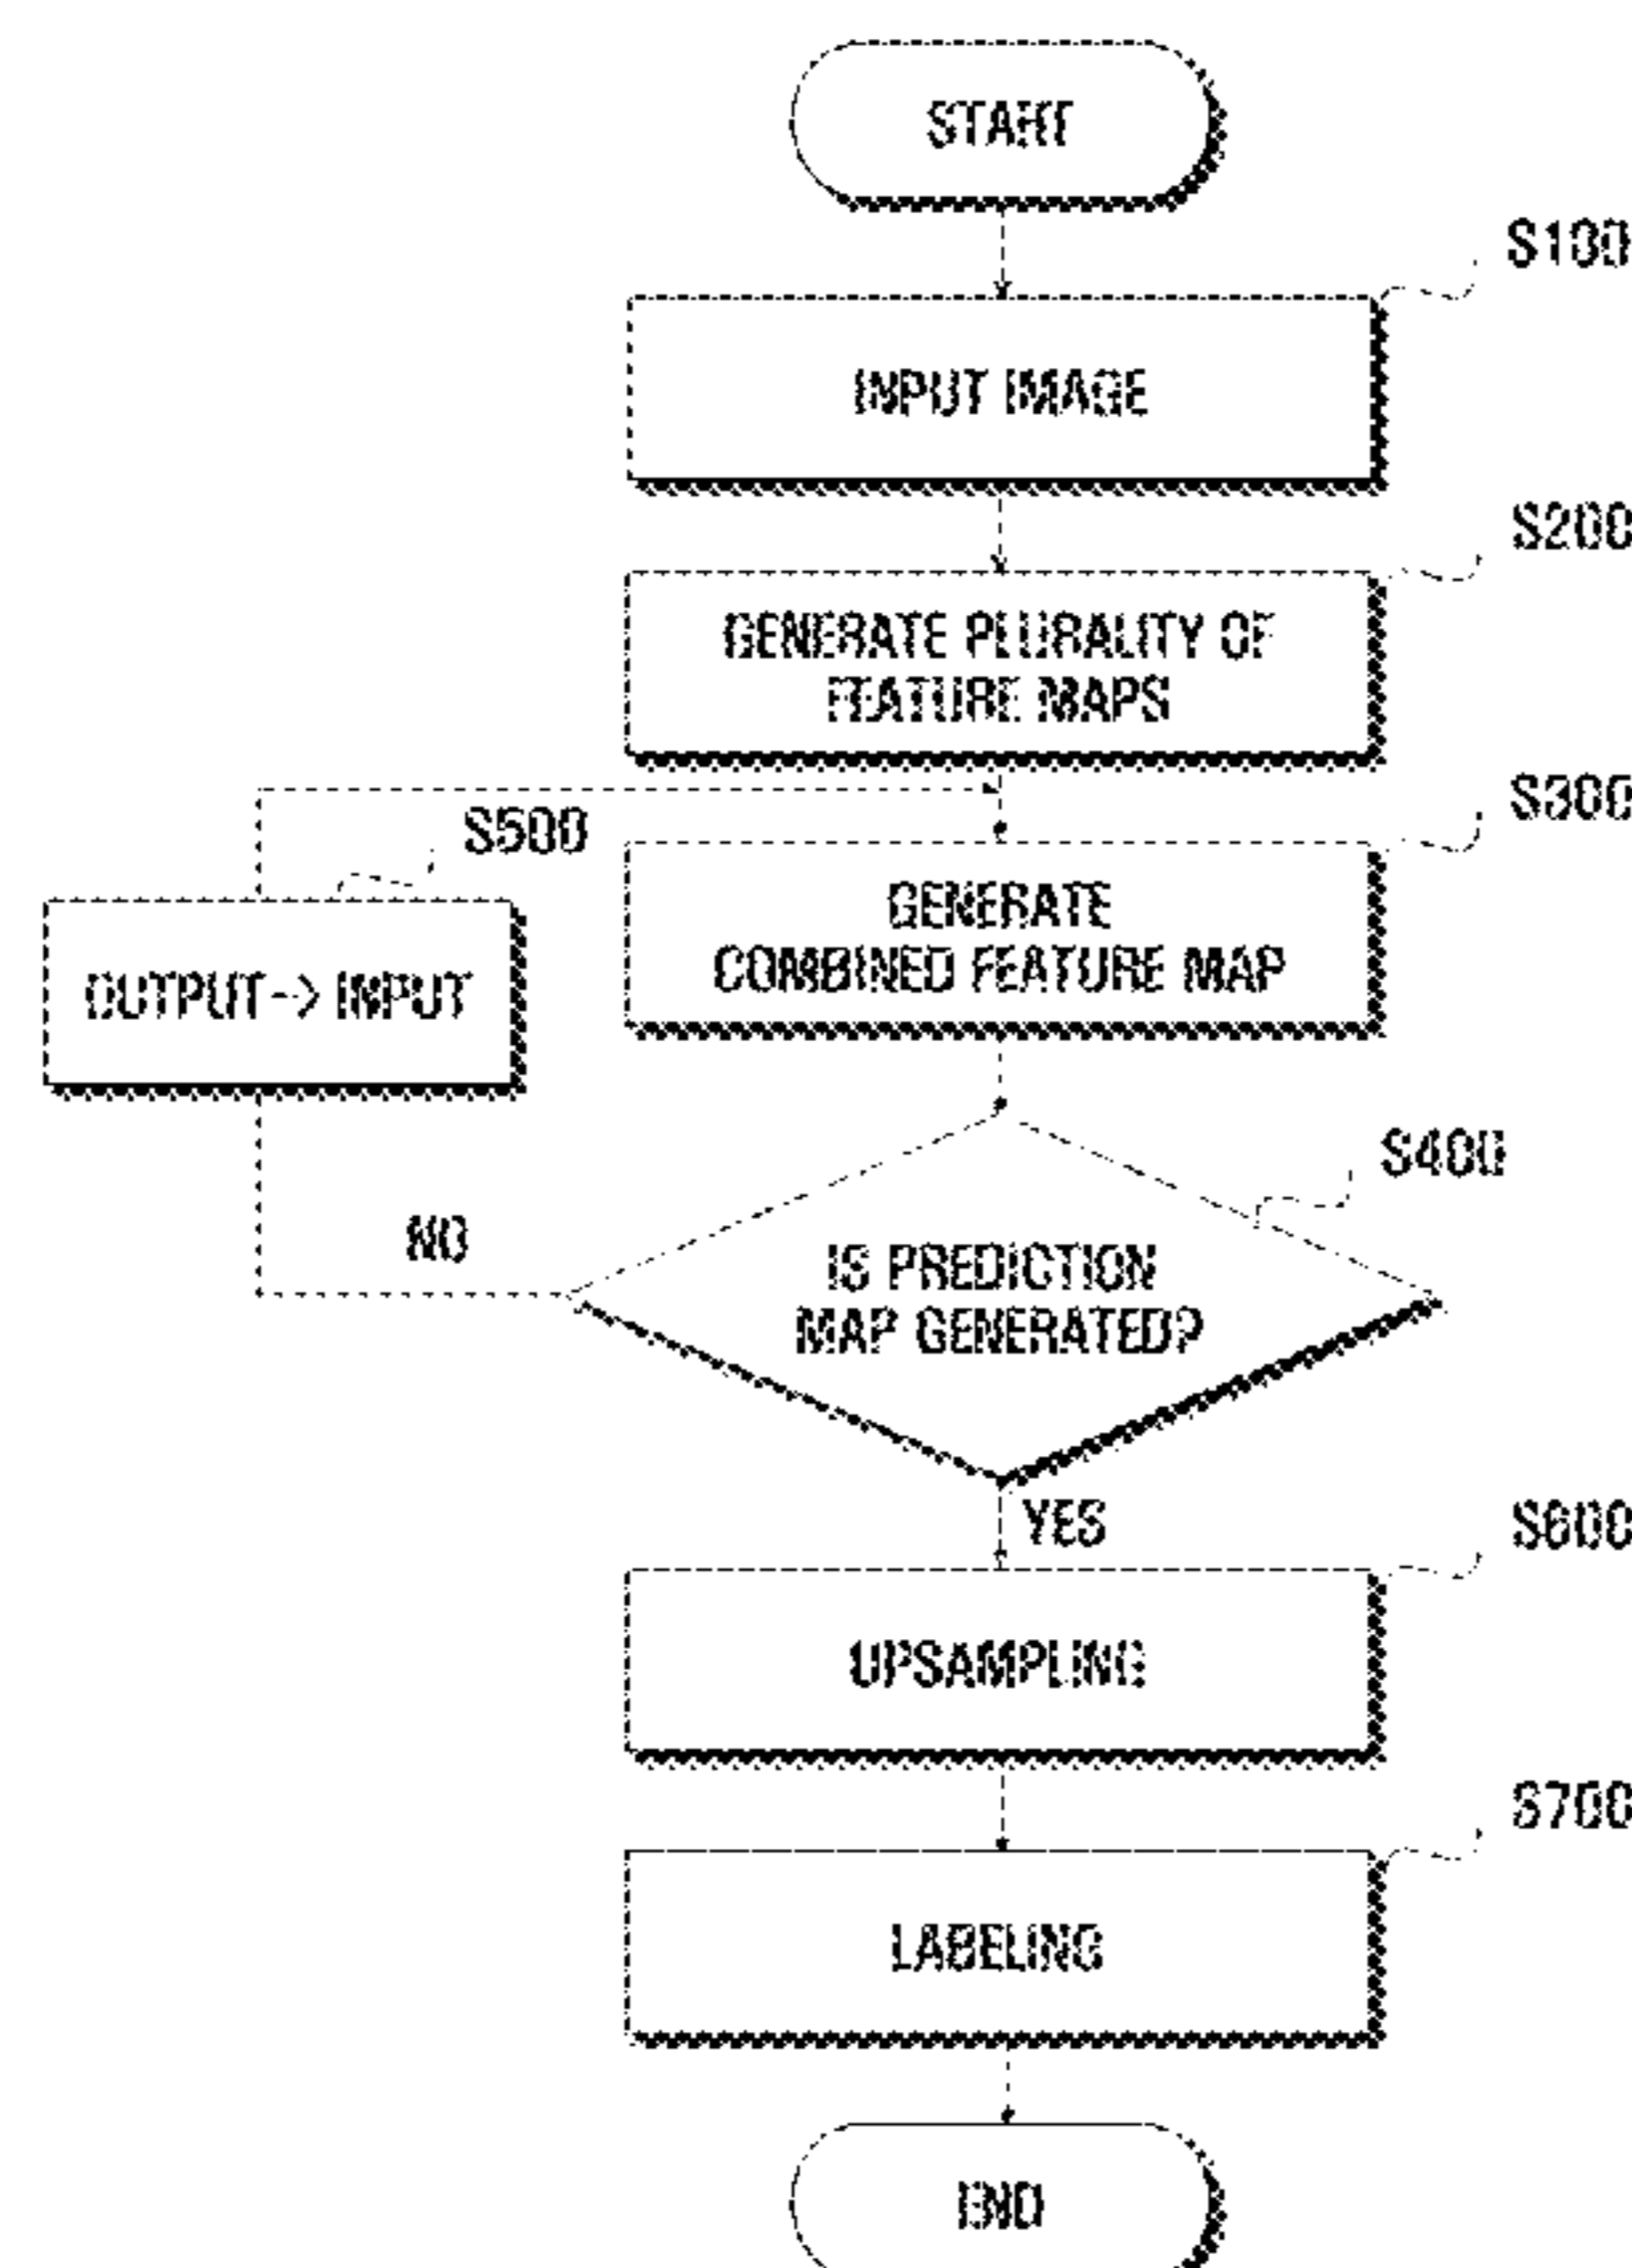 START
S100
INPUT IMAGE
S200
GENERATE PLURALITY OF
FEATURE MAPS
S300
S500
GENERATE
COMBINED FEATURE MAP
OUTPUT--> INPUT
S400
NO
IS PREDICTION
MAP GENERATED?
YES
S600
UPSAMPLING
S700
LABELING
END